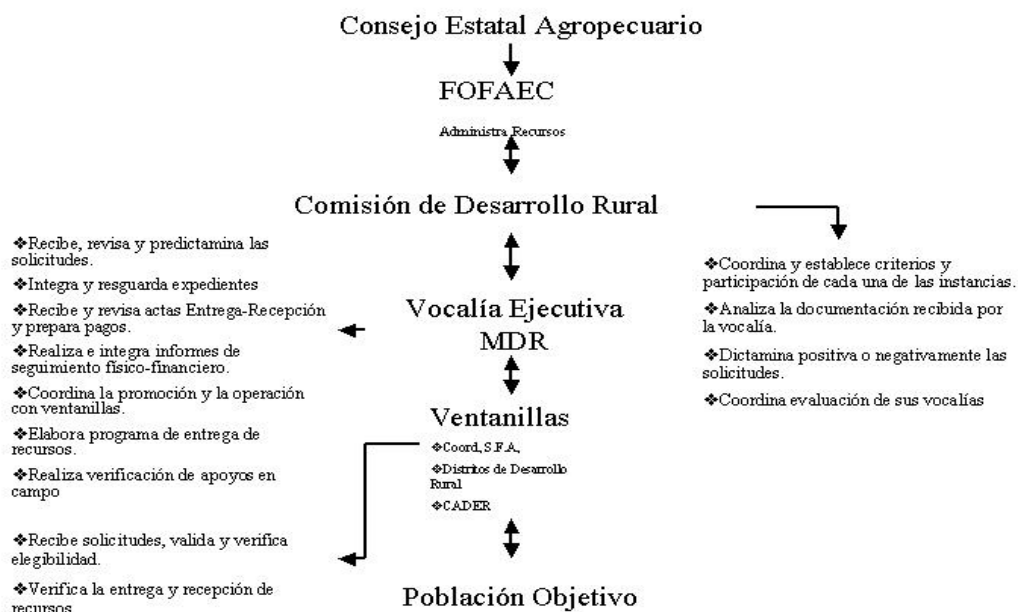 Consejo Estatal Agropecuario
FOFAEC
Administra Recursos
Comisión de Desarrollo Rural
❖Recibe, revisa y predictamina las
solicitudes.
❖Integra y resguarda expedientes
❖Recibe y revisa actas Entrega-Recepción
y prepara pagos.
❖Realiza e integra informes de
seguimiento físico-financiero.
❖Coordina la promoción y la operación
con ventanillas.
❖Elabora programa de entrega de
recursos.
❖Realiza verificación de apoyos en
campo
❖Coordina y establece criterios y
participación de cada una de las instancias.
❖Analiza la documentación recibida por
la vocalía.
❖Dictamina positiva o negativamente las
solicitudes.
❖Coordina evaluación de sus vocalías
Vocalía Ejecutiva
MDR
Ventanillas
❖Coord, S.F.A,
❖Distritos de Desarrollo
Rural
❖CADER
❖Recibe solicitudes, valida y verifica
elegibilidad.
❖Verifica la entrega y recepción de
recursos
Población Objetivo